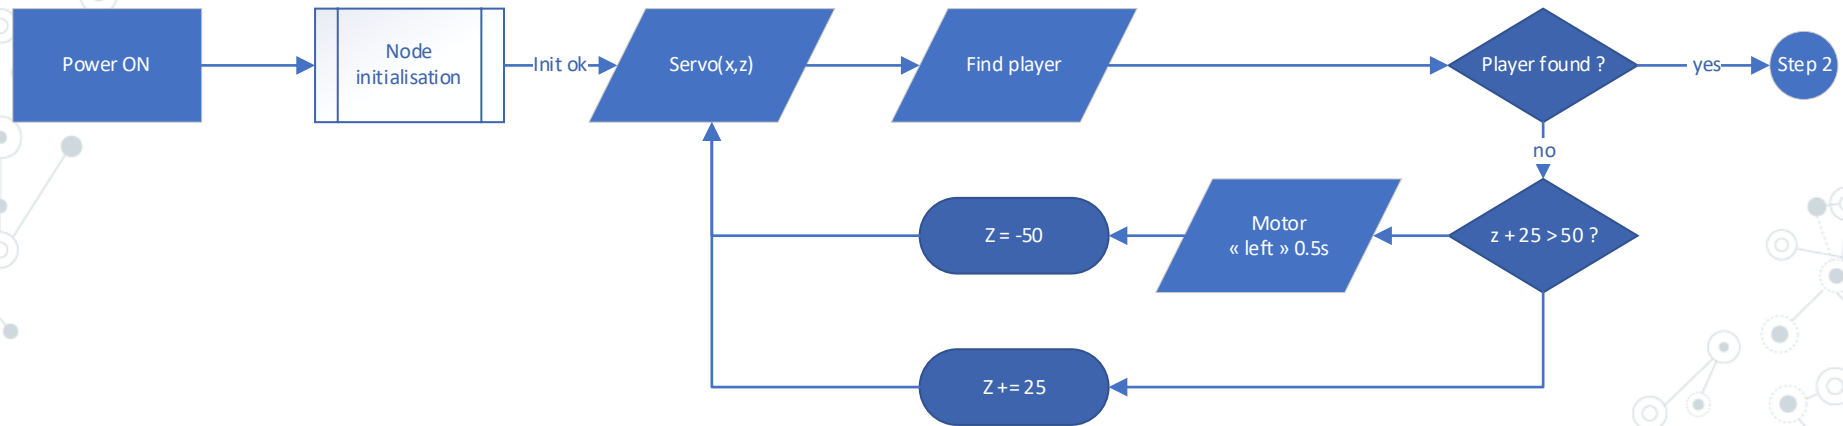 Power ON
Node
initialisation
Init ok
Servo(x,z)
Find player
Player found ?
yes
Step 2
no
Z = -50
Motor
« left » 0.5s
z + 25 > 50 ?
Z += 25